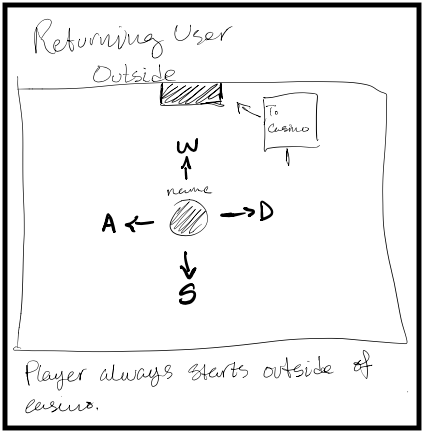 Returning User
Outside
To
Casino
W
name
A
D
S
Player always starts outside of
casino.